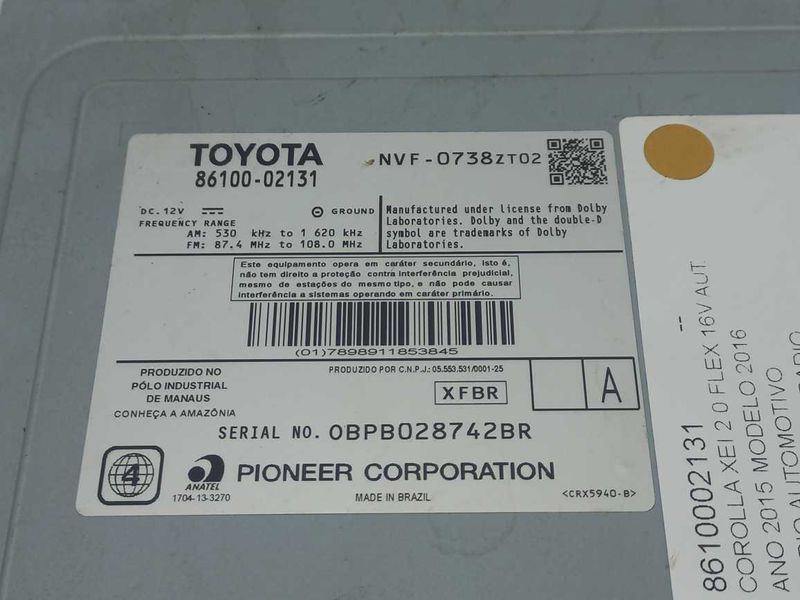 TOYOTA
86100-02131
NVF-0738ZT02
DC. 12V
GROUND
FREQUENCY RANGE
AM: 530 kHz to 1 620 kHz
FM: 87.4 MHz to 108.0 MHz
Manufactured under license from Dolby
Laboratories. Dolby and the double-D
symbol are trademarks of Dolby
Laboratories.
Este equipamento opera em caráter secundário, isto é,
não tem direito a proteção contra interferência prejudicial,
mesmo de estações do mesmo tipo, e não pode causar
interferência a sistemas operando em caráter primário.
(01)7898911853845
PRODUZIDO NO
PÓLO INDUSTRIAL
DE MANAUS
CONHEÇA A AMAZÔNIA
PRODUZIDO POR C.N.P.J.: 05.553.531/0001-25
XFBR
A
SERIAL NO. OBPB028742BR
4
ANATEL
1704-13-3270
PIONEER CORPORATION
MADE IN BRAZIL
<CRX5940-B>
--
8610002131
COROLLA XEI 2 0 FLEX 16V AUT.
ANO 2015 MODELO 2016
AUTOMOTIVO